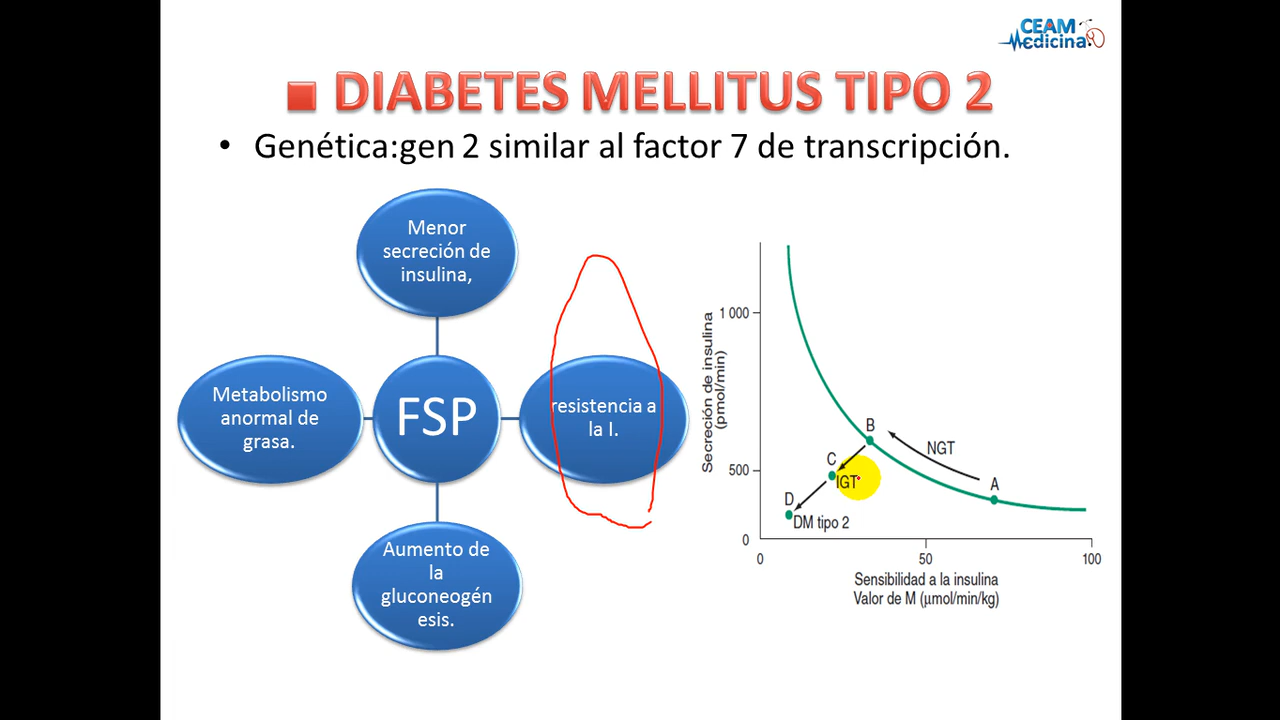 CEAM
Medicina
DIABETES MELLITUS TIPO 2
• Genética:gen 2 similar al factor 7 de transcripción.
Menor
secreción de
insulina,
Metabolismo
anormal de
grasa.
FSP
resistencia a
la I.
Aumento de
la
gluconeogén
esis.
Secreción de insulina
(pmol/min)
1 000
500
0
B
NGT
C
IGT
A
D
DM tipo 2
0
50
100
Sensibilidad a la insulina
Valor de M (μmol/min/kg)